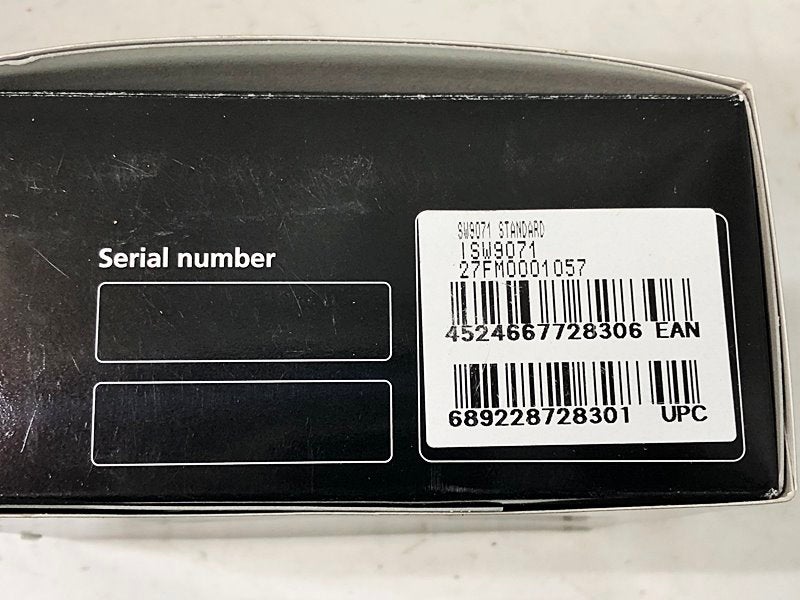 Serial number
SW9071 STANDARD
ISW9071
27FM0001057
4524667728306 EAN
689228728301 UPC